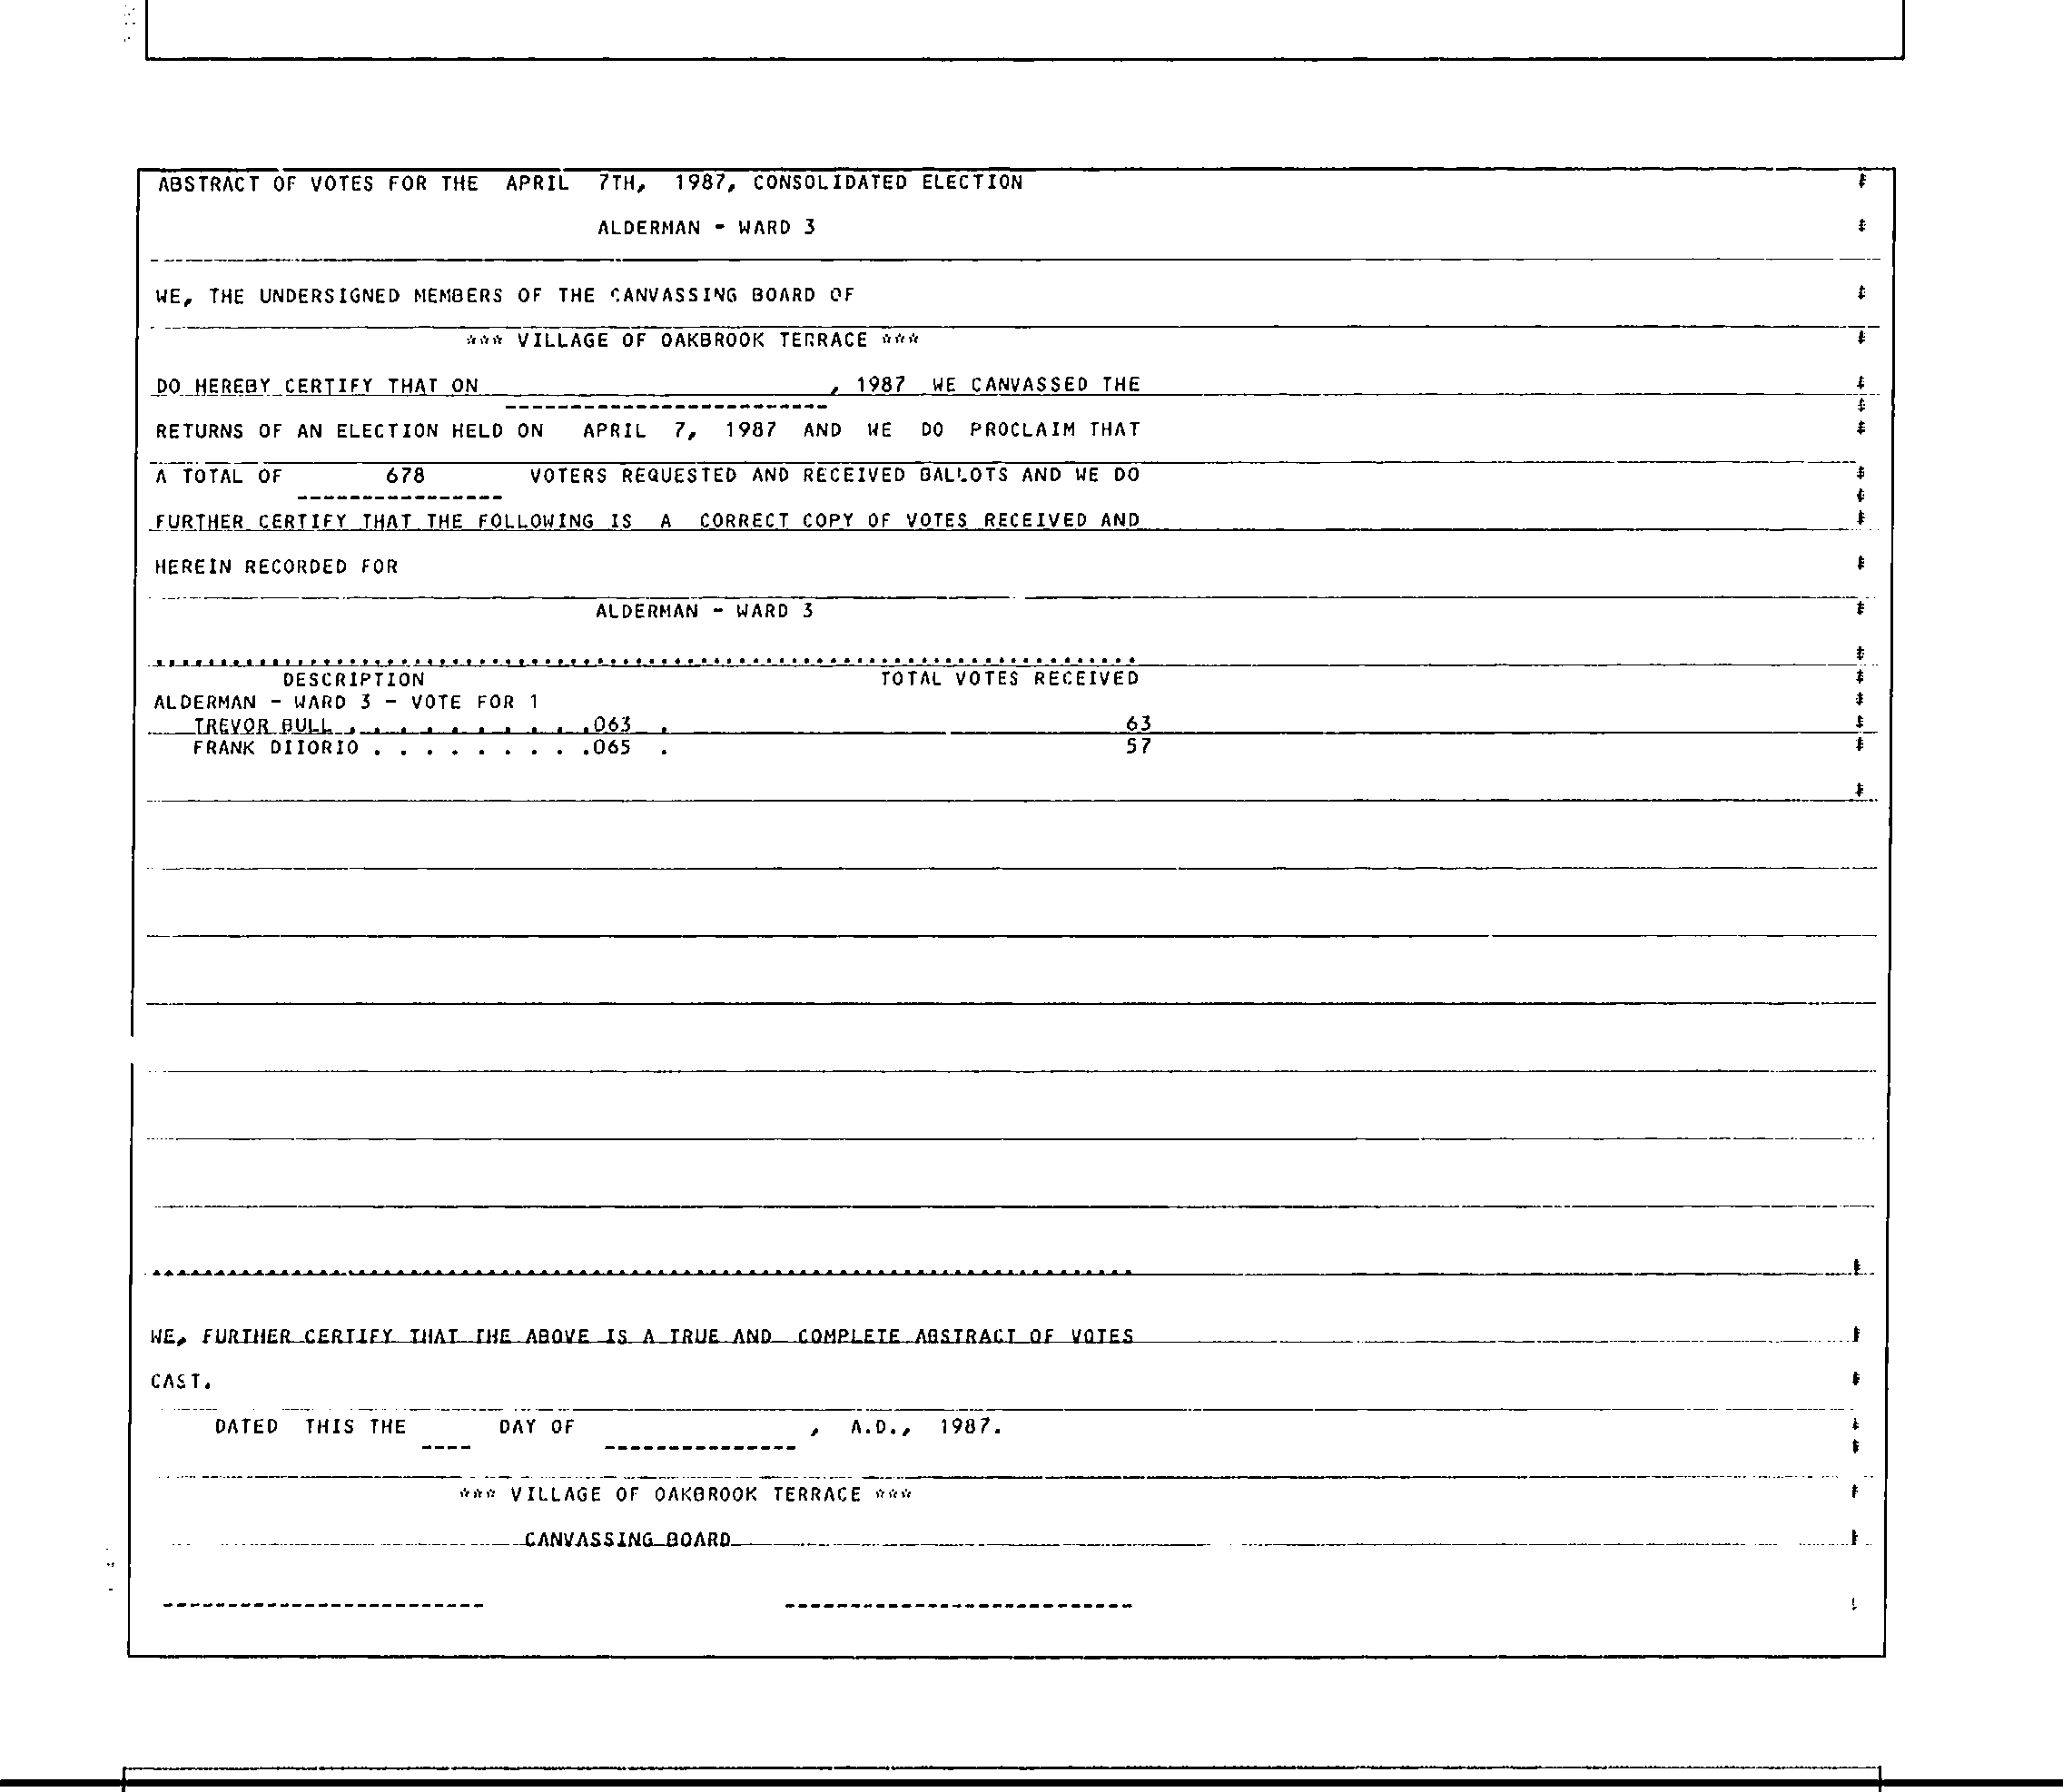 ABSTRACT OF VOTES FOR THE APRIL 7TH, 1987, CONSOLIDATED ELECTION
ALDERMAN - WARD 3
WE, THE UNDERSIGNED MEMBERS OF THE CANVASSING BOARD OF
*** VILLAGE OF OAKBROOK TERRACE ***
DO HEREBY CERTIFY THAT ON , 1987 WE CANVASSED THE
RETURNS OF AN ELECTION HELD ON APRIL 7, 1987 AND WE DO PROCLAIM THAT
A TOTAL OF 678 VOTERS REQUESTED AND RECEIVED BALLOTS AND WE DO
FURTHER CERTIFY THAT THE FOLLOWING IS A CORRECT COPY OF VOTES RECEIVED AND
HEREIN RECORDED FOR
ALDERMAN - WARD 3
DESCRIPTION TOTAL VOTES RECEIVED
ALDERMAN - WARD 3 - VOTE FOR 1
TREVOR BULL . . . . . . . . . .063 . 63
FRANK DIIORIO . . . . . . . . .065 . 57
WE, FURTHER CERTIFY THAT THE ABOVE IS A TRUE AND COMPLETE ABSTRACT OF VOTES
CAST.
DATED THIS THE ---- DAY OF --------------- , A.D., 1987.
*** VILLAGE OF OAKBROOK TERRACE ***
CANVASSING BOARD